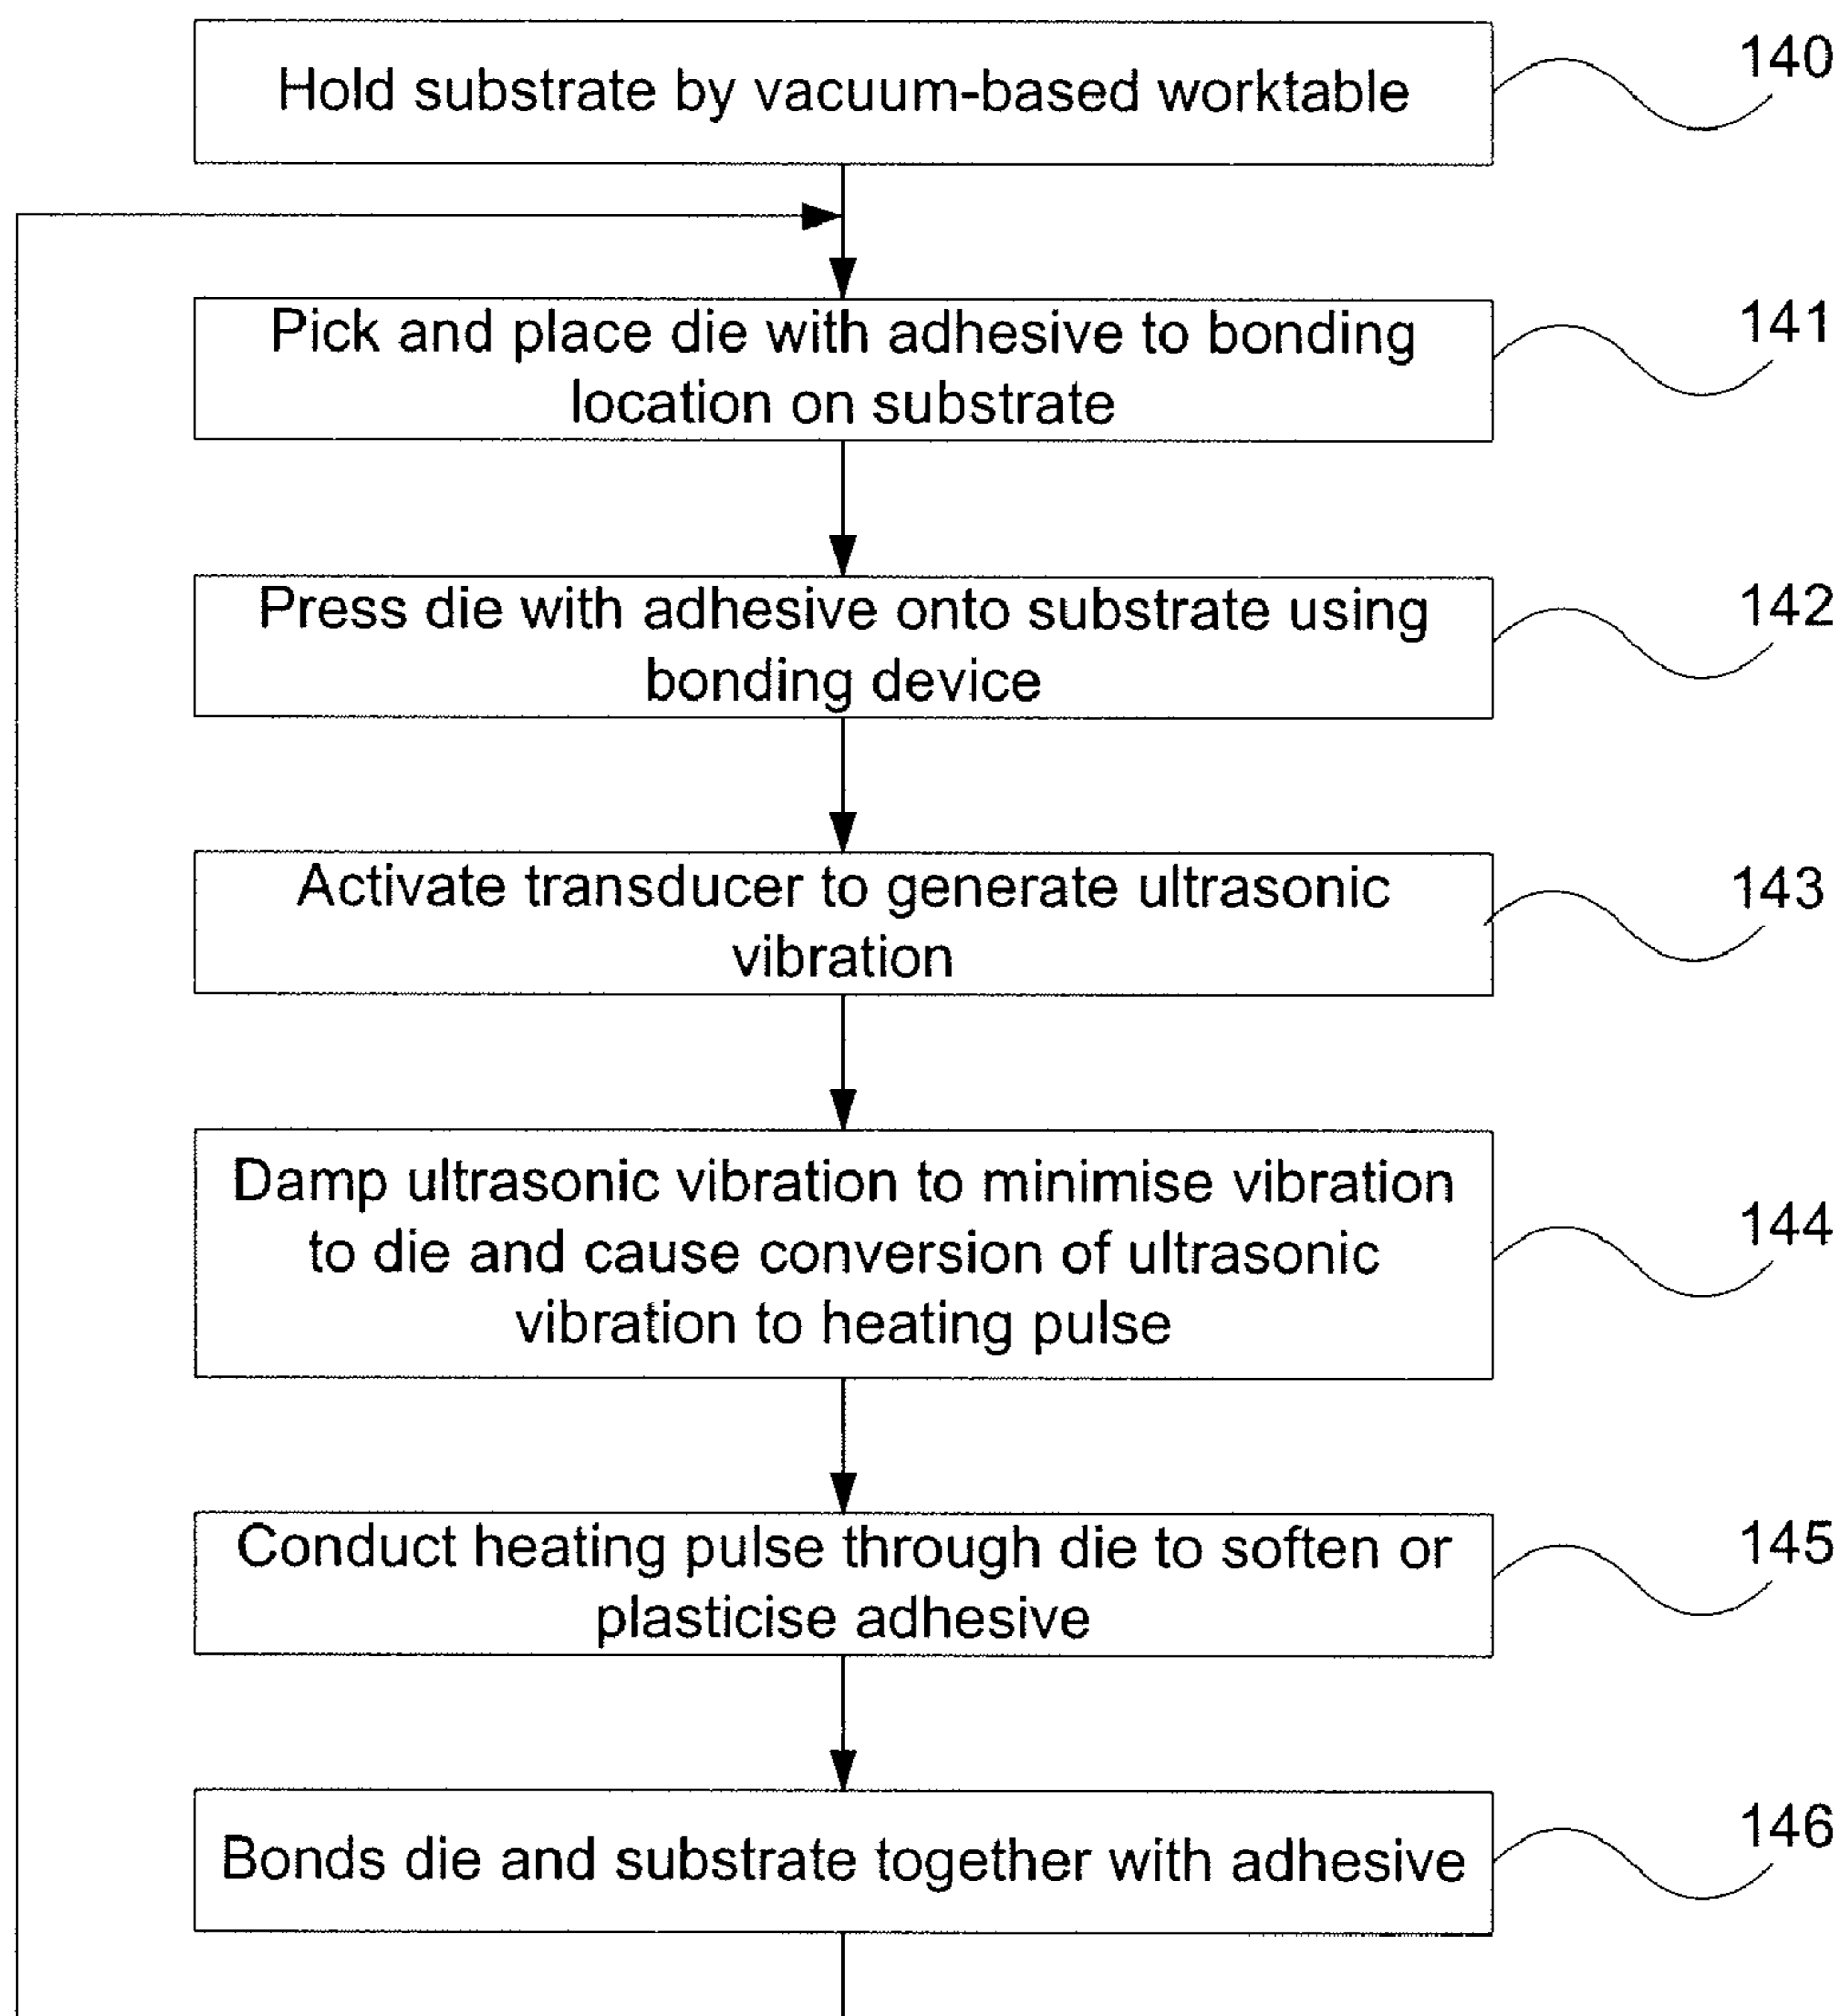 Hold substrate by vacuum-based worktable
140
Pick and place die with adhesive to bonding
location on substrate
141
Press die with adhesive onto substrate using
bonding device
142
Activate transducer to generate ultrasonic
vibration
143
Damp ultrasonic vibration to minimise vibration
to die and cause conversion of ultrasonic
vibration to heating pulse
144
Conduct heating pulse through die to soften or
plasticise adhesive
145
Bonds die and substrate together with adhesive
146